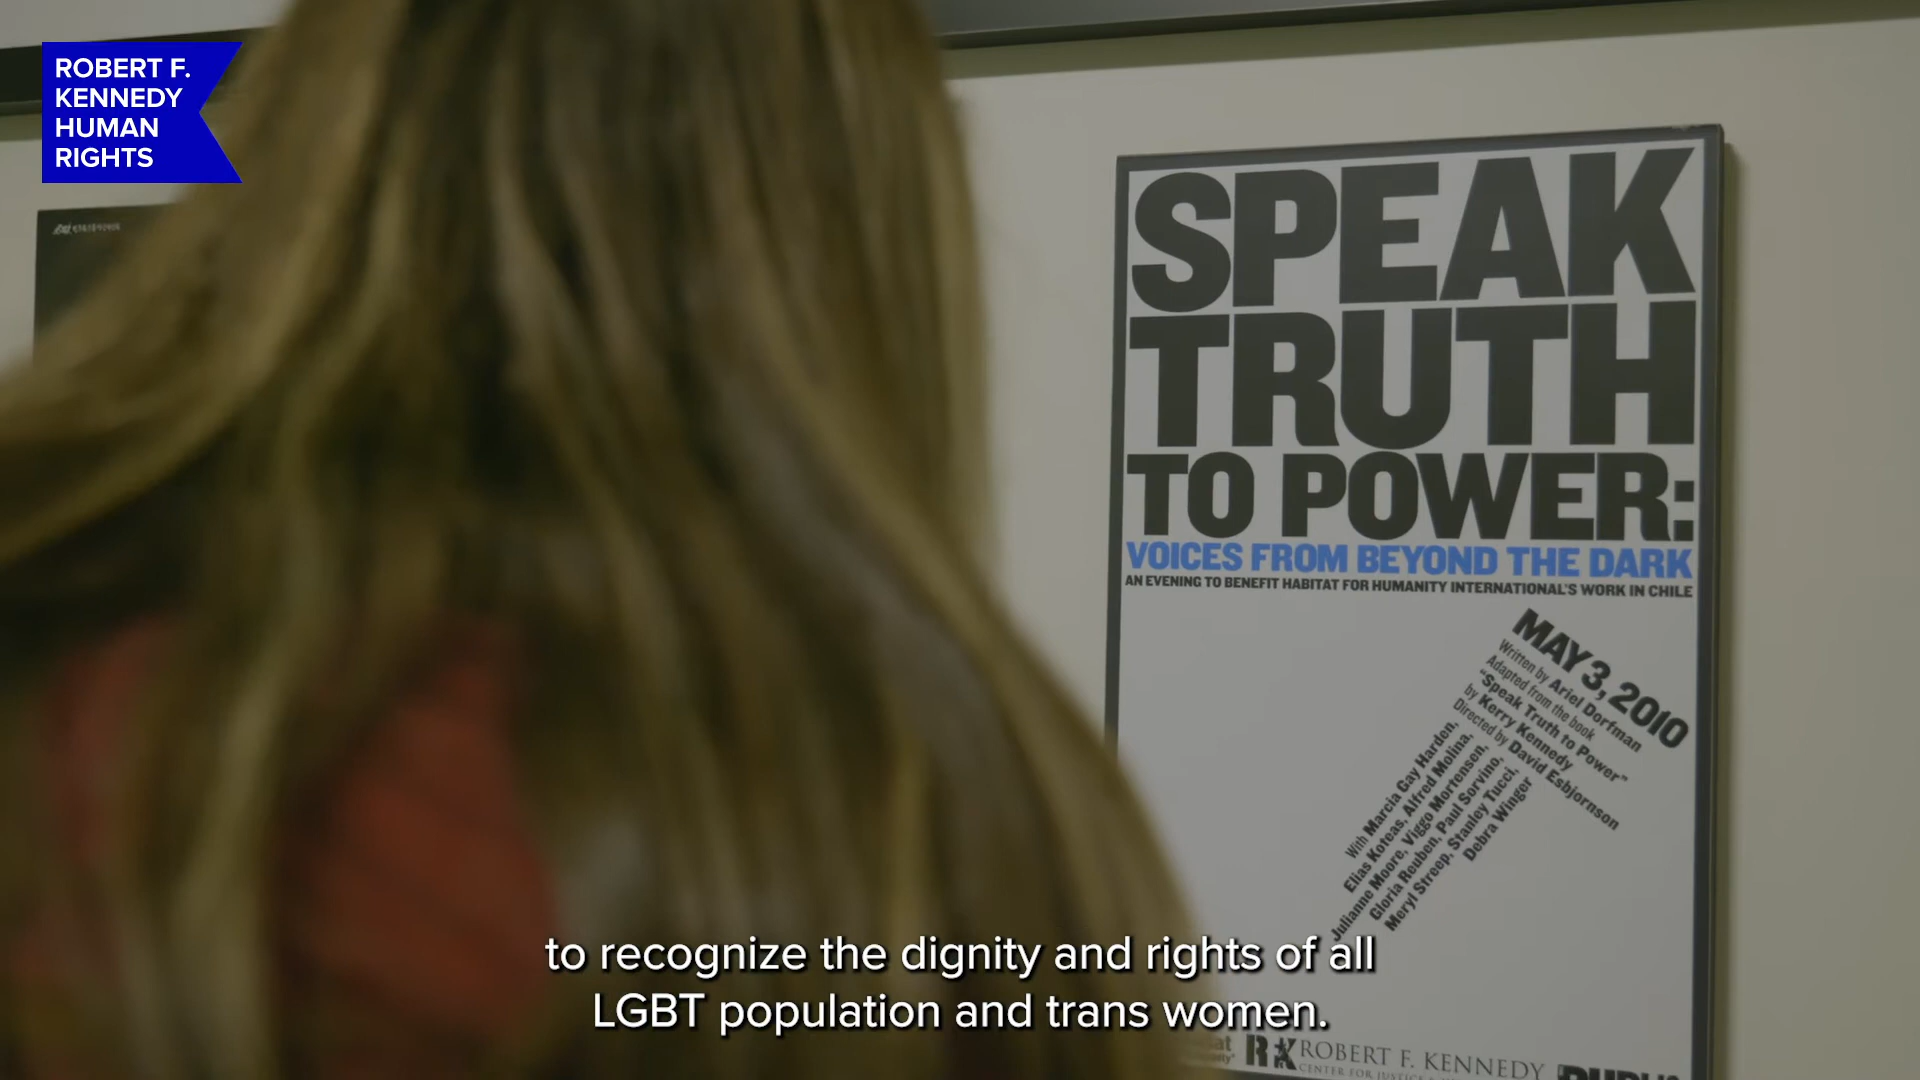 ROBERT F.
KENNEDY
HUMAN
RIGHTS
SPEAK
TRUTH
TO POWER:
VOICES FROM BEYOND THE DARK
AN EVENING TO BENEFIT HABITAT FOR HUMANITY INTERNATIONAL'S WORK IN CHILE
MAY 3, 2010
Written by Ariel Dorfman
Adapted from the book
"Speak Truth to Power"
by Kerry Kennedy
Directed by David Esbjornson
With Marcia Gay Harden,
Elias Koteas, Alfred Molina,
Julianne Moore, Viggo Mortensen,
Gloria Reuben, Paul Sorvino,
Meryl Streep, Stanley Tucci,
Debra Winger
to recognize the dignity and rights of all
LGBT population and trans women.
ROBERT F. KENNEDY
CENTER FOR JUSTICE